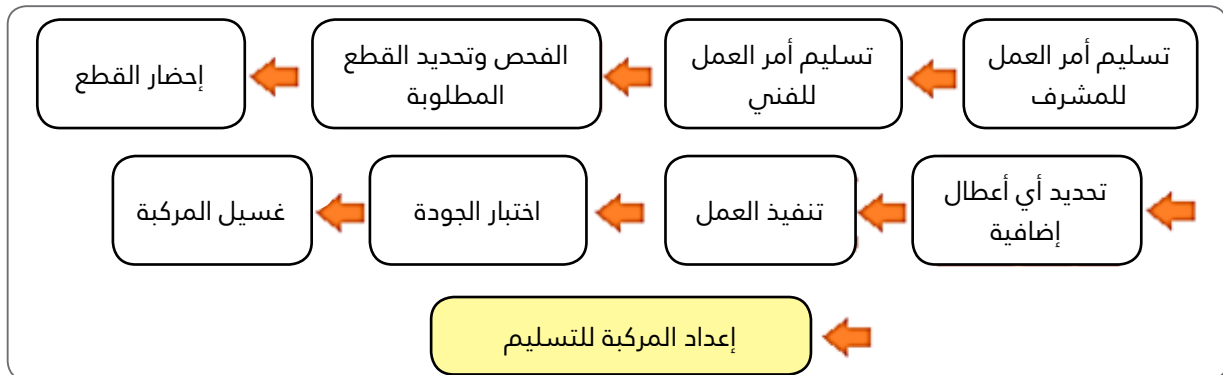 تسليم أمر العمل
للمشرف
تسليم أمر العمل
للفني
الفحص وتحديد القطع
المطلوبة
إحضار القطع
تحديد أي أعطال
إضافية
تنفيذ العمل
اختبار الجودة
غسيل المركبة
إعداد المركبة للتسليم